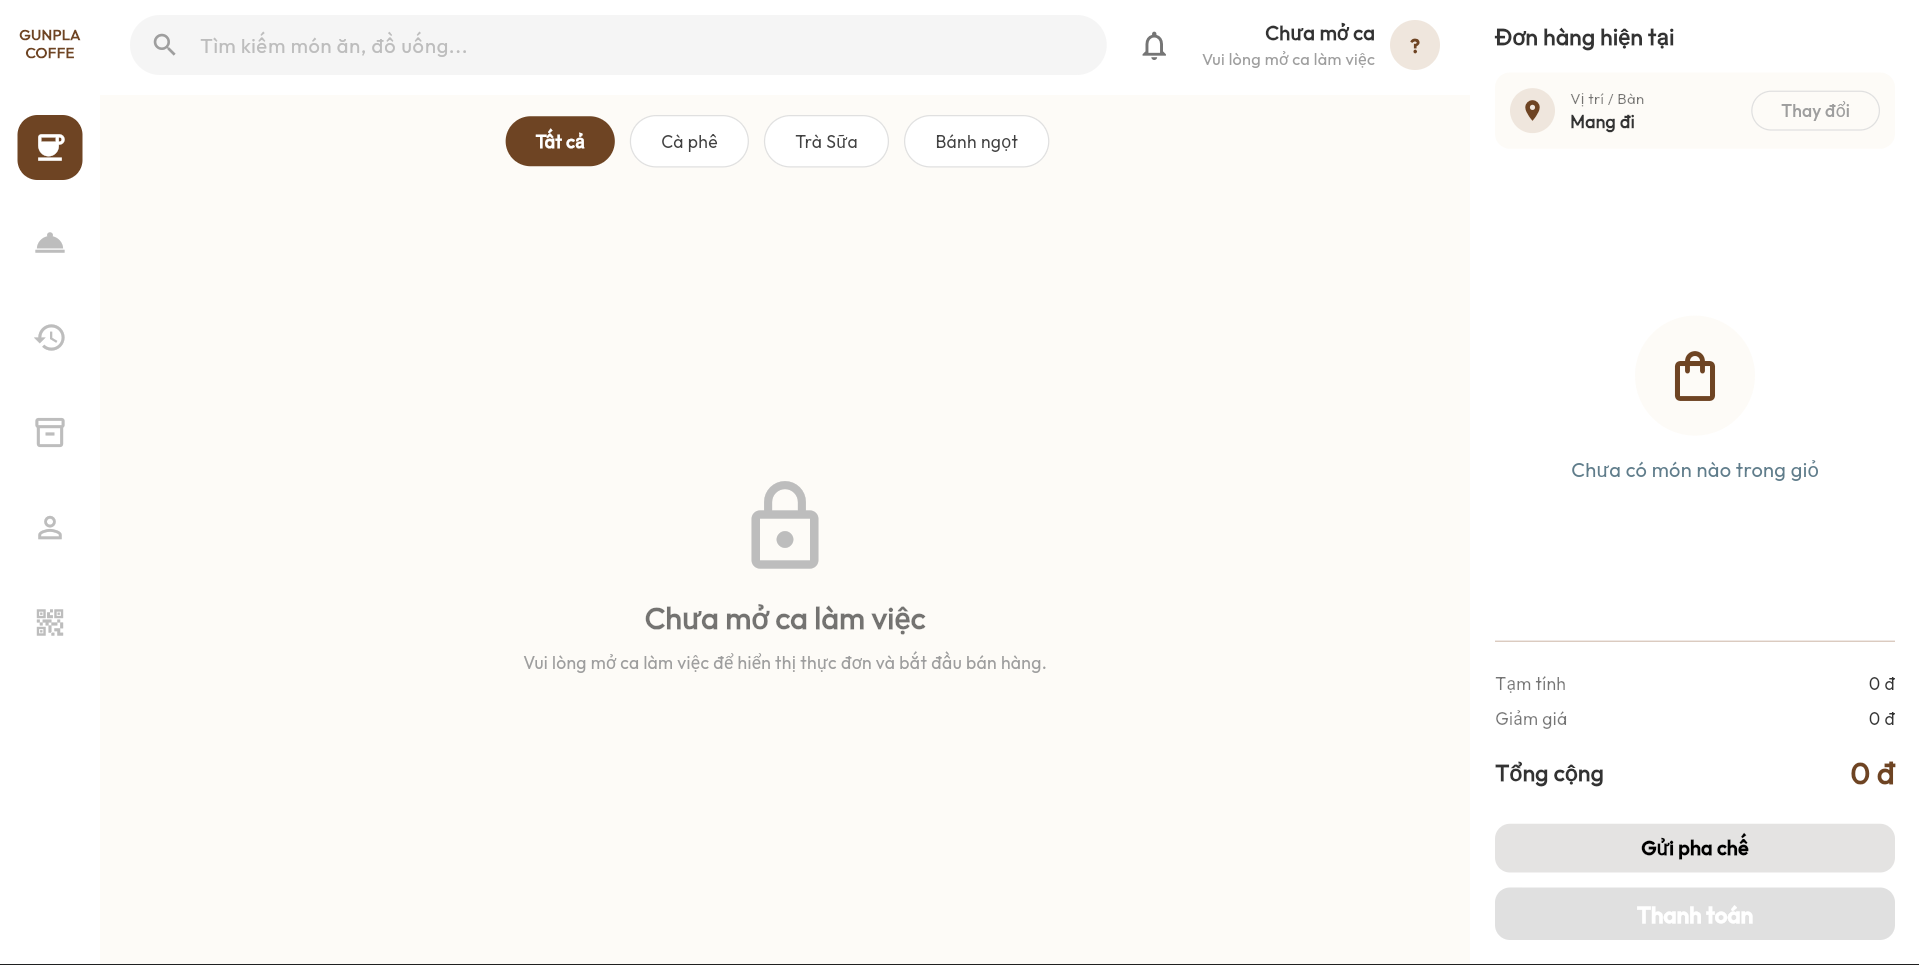 GUNPLA
COFFE
Tìm kiếm món ăn, đồ uống...
Chưa mở ca
Vui lòng mở ca làm việc
?
Tất cả
Cà phê
Trà Sữa
Bánh ngọt
Chưa mở ca làm việc
Vui lòng mở ca làm việc để hiển thị thực đơn và bắt đầu bán hàng.
Đơn hàng hiện tại
Vị trí / Bàn
Mang đi
Thay đổi
Chưa có món nào trong giỏ
Tạm tính 0 đ
Giảm giá 0 đ
Tổng cộng 0 đ
Gửi pha chế
Thanh toán